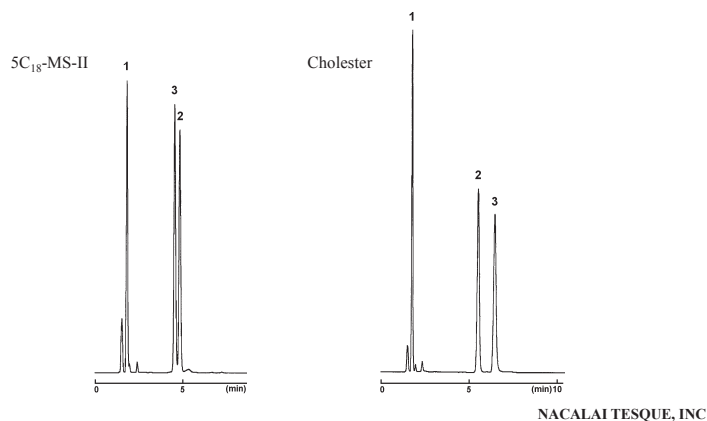 5C18-MS-II
1
3
2
0 5 (min)
Cholester
1
2
3
0 5 (min) 10
NACALAI TESQUE, INC